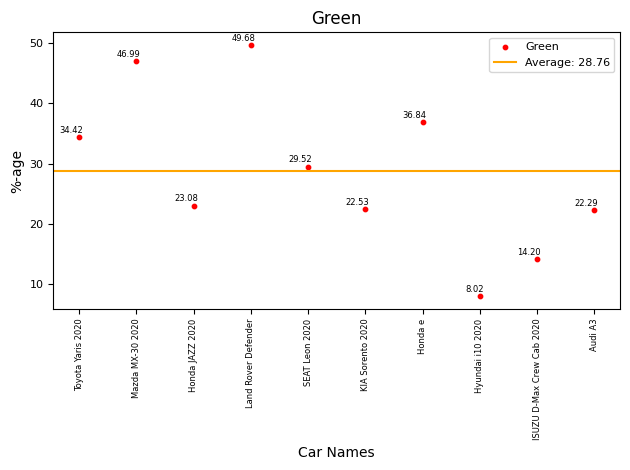 Green
50
40
30
20
10
%-age
Green
Average: 28.76
34.42
46.99
23.08
49.68
29.52
22.53
36.84
8.02
14.20
22.29
Toyota Yaris 2020
Mazda MX-30 2020
Honda JAZZ 2020
Land Rover Defender
SEAT Leon 2020
KIA Sorento 2020
Honda e
Hyundai i10 2020
ISUZU D-Max Crew Cab 2020
Audi A3
Car Names